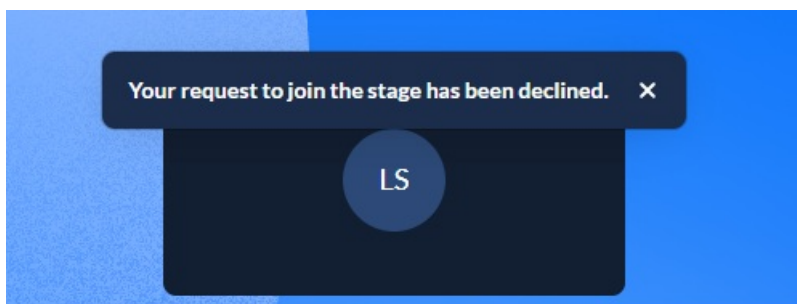 Your request to join the stage has been declined. ×
LS